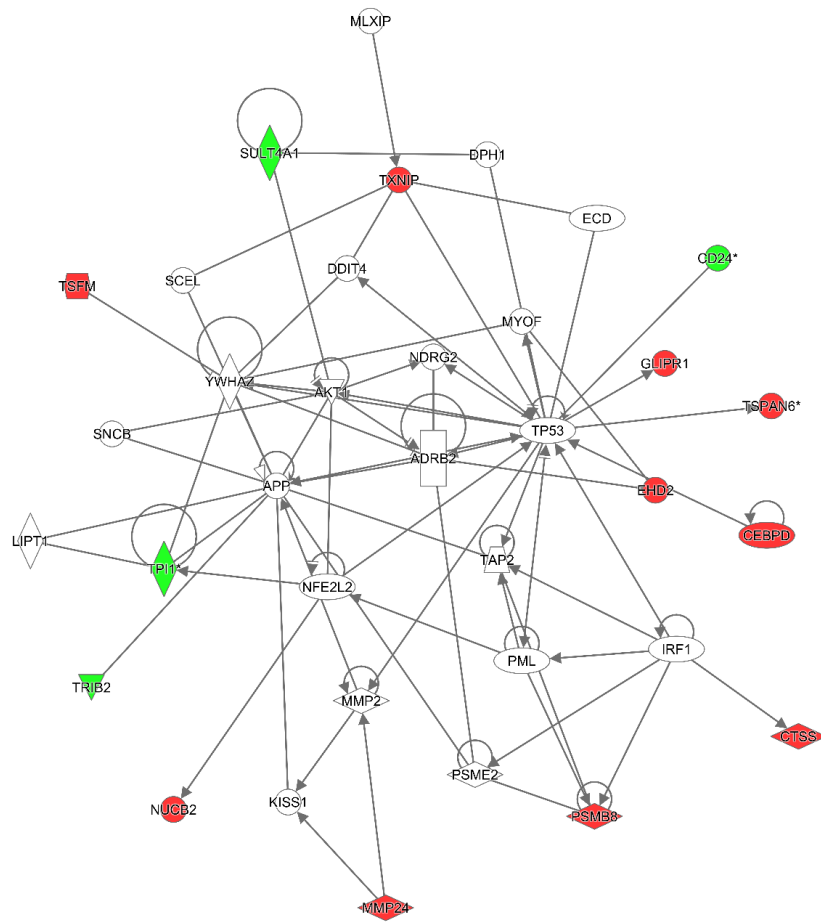 MLXIP
SULT4A1
DPH1
TXNIP
ECD
CD24*
DDIT4
SCEL
TSFM
MYOF
NDRG2
GLIPR1
YWHAZ
AKT1
TSPAN6*
SNCB
TP53
ADRB2
APP
EHD2
CEBPD
LIPT1
TPI1*
TAP2
NFE2L2
IRF1
PML
TRIB2
MMP2
CTSS
PSME2
NUCB2
KISS1
PSMB8
MMP24